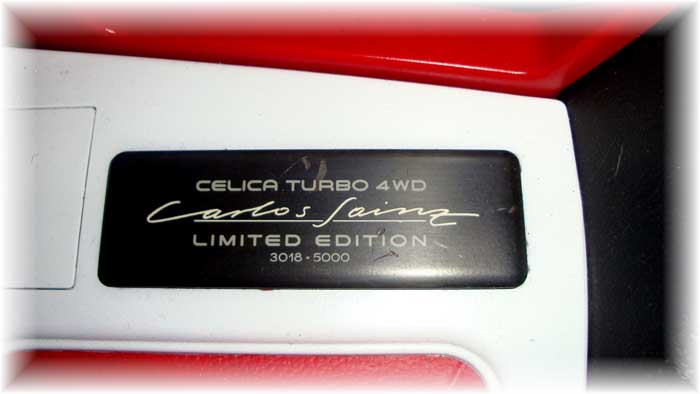 CELICA TURBO 4WD
Carlos Sainz
LIMITED EDITION
3018 - 5000